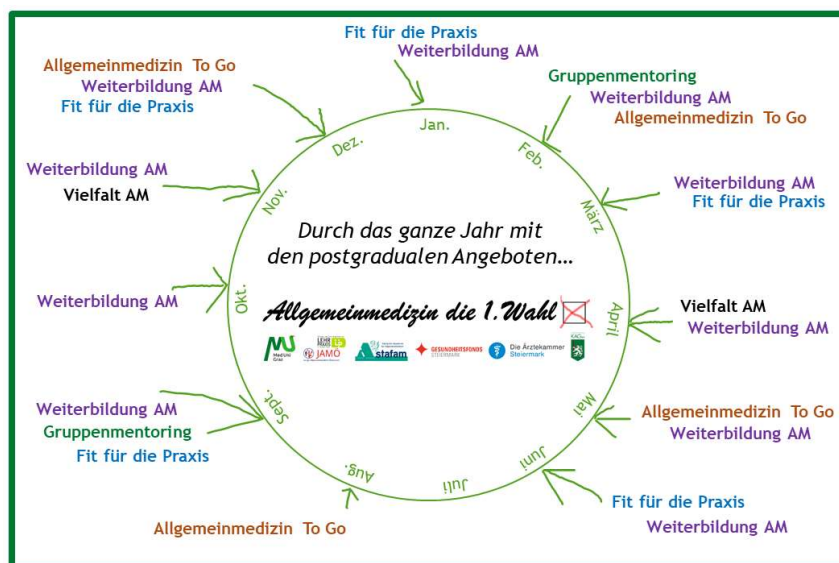 Fit für die Praxis
Weiterbildung AM
Allgemeinmedizin To Go
Weiterbildung AM
Fit für die Praxis
Gruppenmentoring
Weiterbildung AM
Allgemeinmedizin To Go
Jan.
Dez.
Feb.
Weiterbildung AM
Vielfalt AM
Weiterbildung AM
Fit für die Praxis
Nov.
März
Durch das ganze Jahr mit
den postgradualen Angeboten...
Weiterbildung AM
Okt.
Allgemeinmedizin die 1.Wahl
April
Vielfalt AM
Weiterbildung AM
Medizin
Graz
JAMÖ
stafam
GESUNDHEITSFONDS
STEIERMARK
Die Ärztekammer
Steiermark
Weiterbildung AM
Gruppenmentoring
Fit für die Praxis
Sept.
Mai
Allgemeinmedizin To Go
Weiterbildung AM
Aug.
Juli
Juni
Allgemeinmedizin To Go
Fit für die Praxis
Weiterbildung AM